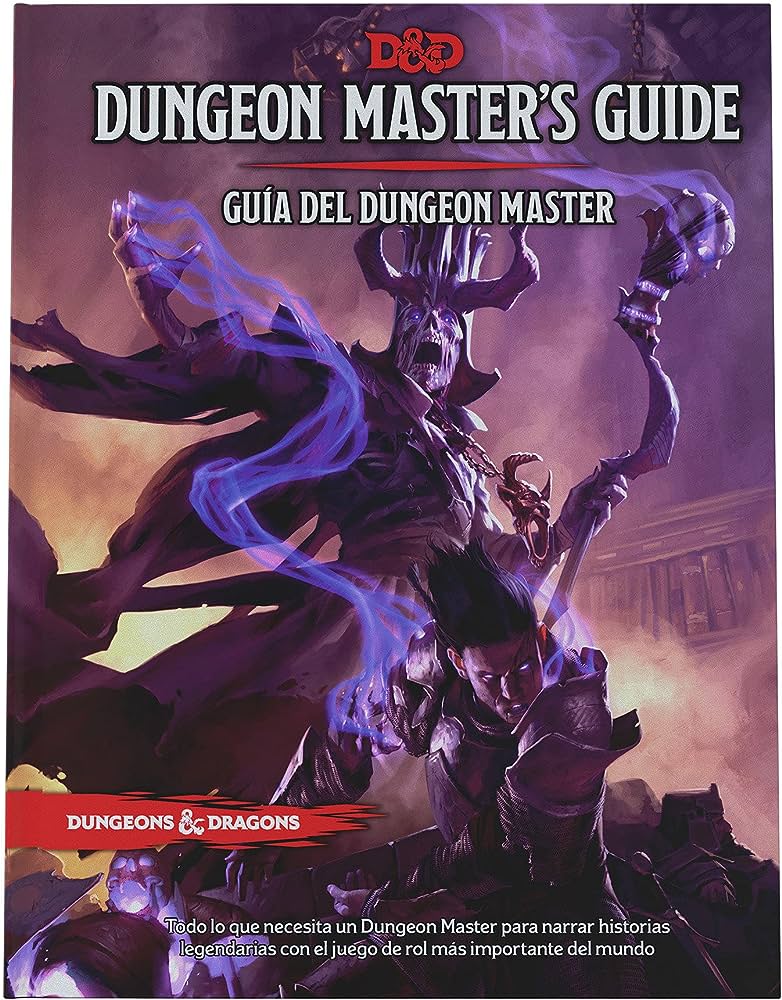 D&D
DUNGEON MASTER'S GUIDE
GUÍA DEL DUNGEON MASTER
DUNGEONS & DRAGONS
Todo lo que necesita un Dungeon Master para narrar historias
legendarias con el juego de rol más importante del mundo